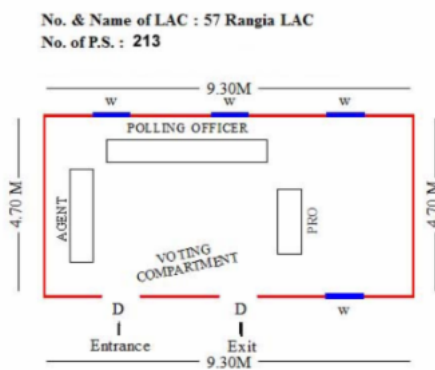 No. & Name of LAC : 57 Rangia LAC
No. of P.S. : 213
9.30M
W W W
POLLING OFFICER
4.70 M
AGENT
PRO
4.70 M
VOTING
COMPARTMENT
D D W
Entrance Exit
9.30M